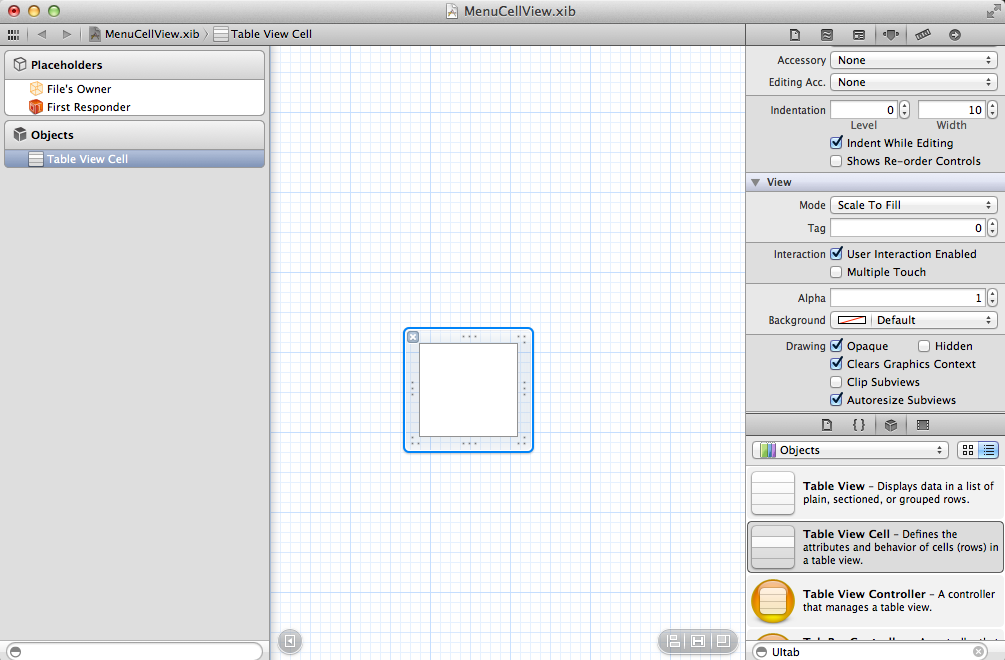 MenuCellView.xib
MenuCellView.xib Table View Cell
Placeholders
File's Owner
First Responder
Objects
Table View Cell
Accessory None
Editing Acc. None
Indentation 0 10
Level Width
Indent While Editing
Shows Re-order Controls
View
Mode Scale To Fill
Tag 0
Interaction User Interaction Enabled
Multiple Touch
Alpha 1
Background Default
Drawing Opaque Hidden
Clears Graphics Context
Clip Subviews
Autoresize Subviews
{ }
Objects
Table View - Displays data in a list of
plain, sectioned, or grouped rows.
Table View Cell - Defines the
attributes and behavior of cells (rows) in
a table view.
Table View Controller - A controller
that manages a table view.
UItab